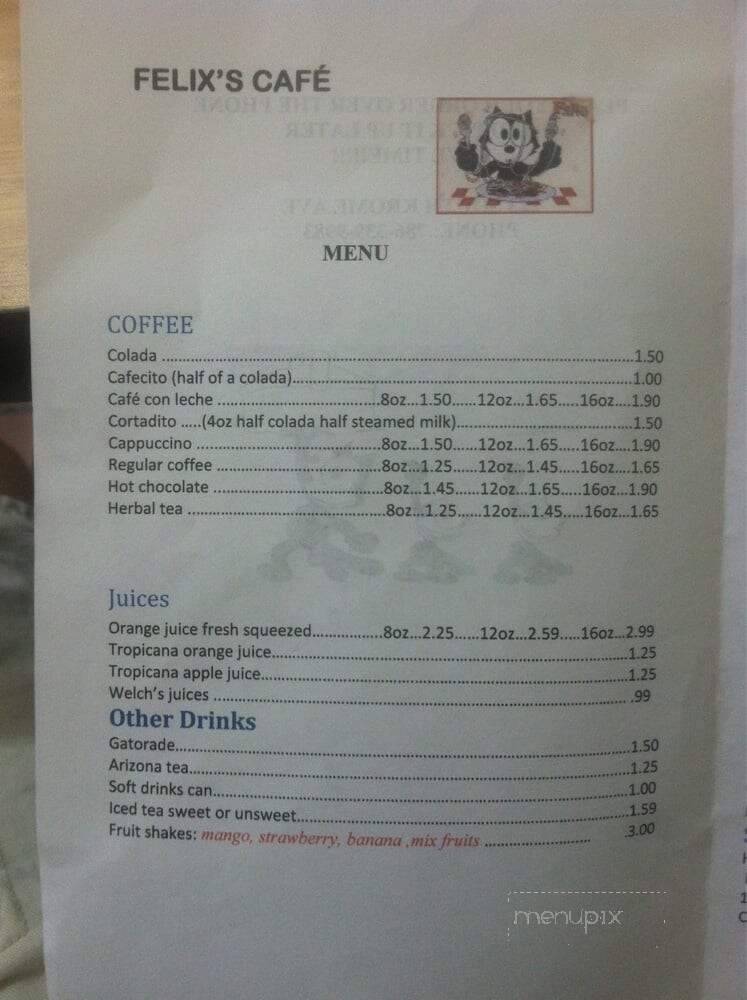 FELIX'S CAFÉ
MENU
COFFEE
Colada ............1.50
Cafecito (half of a colada)............1.00
Café con leche ............8oz...1.50......12oz...1.65.....16oz....1.90
Cortadito .....(4oz half colada half steamed milk)............1.50
Cappuccino ............8oz...1.50......12oz...1.65.....16oz...1.90
Regular coffee ............8oz...1.25......12oz...1.45.....16oz...1.65
Hot chocolate ............8oz...1.45......12oz...1.65.....16oz...1.90
Herbal tea ............8oz...1.25......12oz...1.45.....16oz...1.65
Juices
Orange juice fresh squeezed............8oz...2.25......12oz...2.59.....16oz...2.99
Tropicana orange juice............1.25
Tropicana apple juice............1.25
Welch's juices ............ .99
Other Drinks
Gatorade............1.50
Arizona tea............1.25
Soft drinks can............1.00
Iced tea sweet or unsweet............1.59
Fruit shakes: mango, strawberry, banana ,mix fruits ............ .3.00
menupix